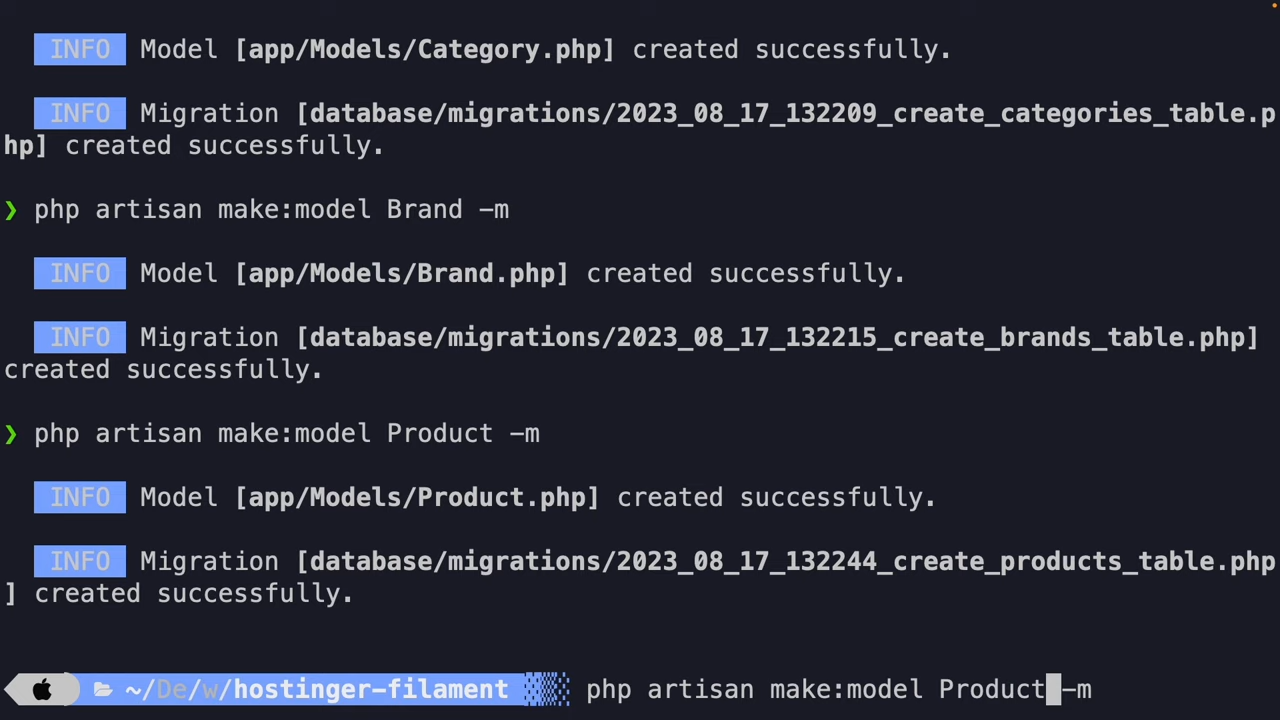 INFO Model [app/Models/Category.php] created successfully.
INFO Migration [database/migrations/2023_08_17_132209_create_categories_table.p
hp] created successfully.
❯ php artisan make:model Brand -m
INFO Model [app/Models/Brand.php] created successfully.
INFO Migration [database/migrations/2023_08_17_132215_create_brands_table.php]
created successfully.
❯ php artisan make:model Product -m
INFO Model [app/Models/Product.php] created successfully.
INFO Migration [database/migrations/2023_08_17_132244_create_products_table.php
] created successfully.
~/De/w/hostinger-filament php artisan make:model Product -m